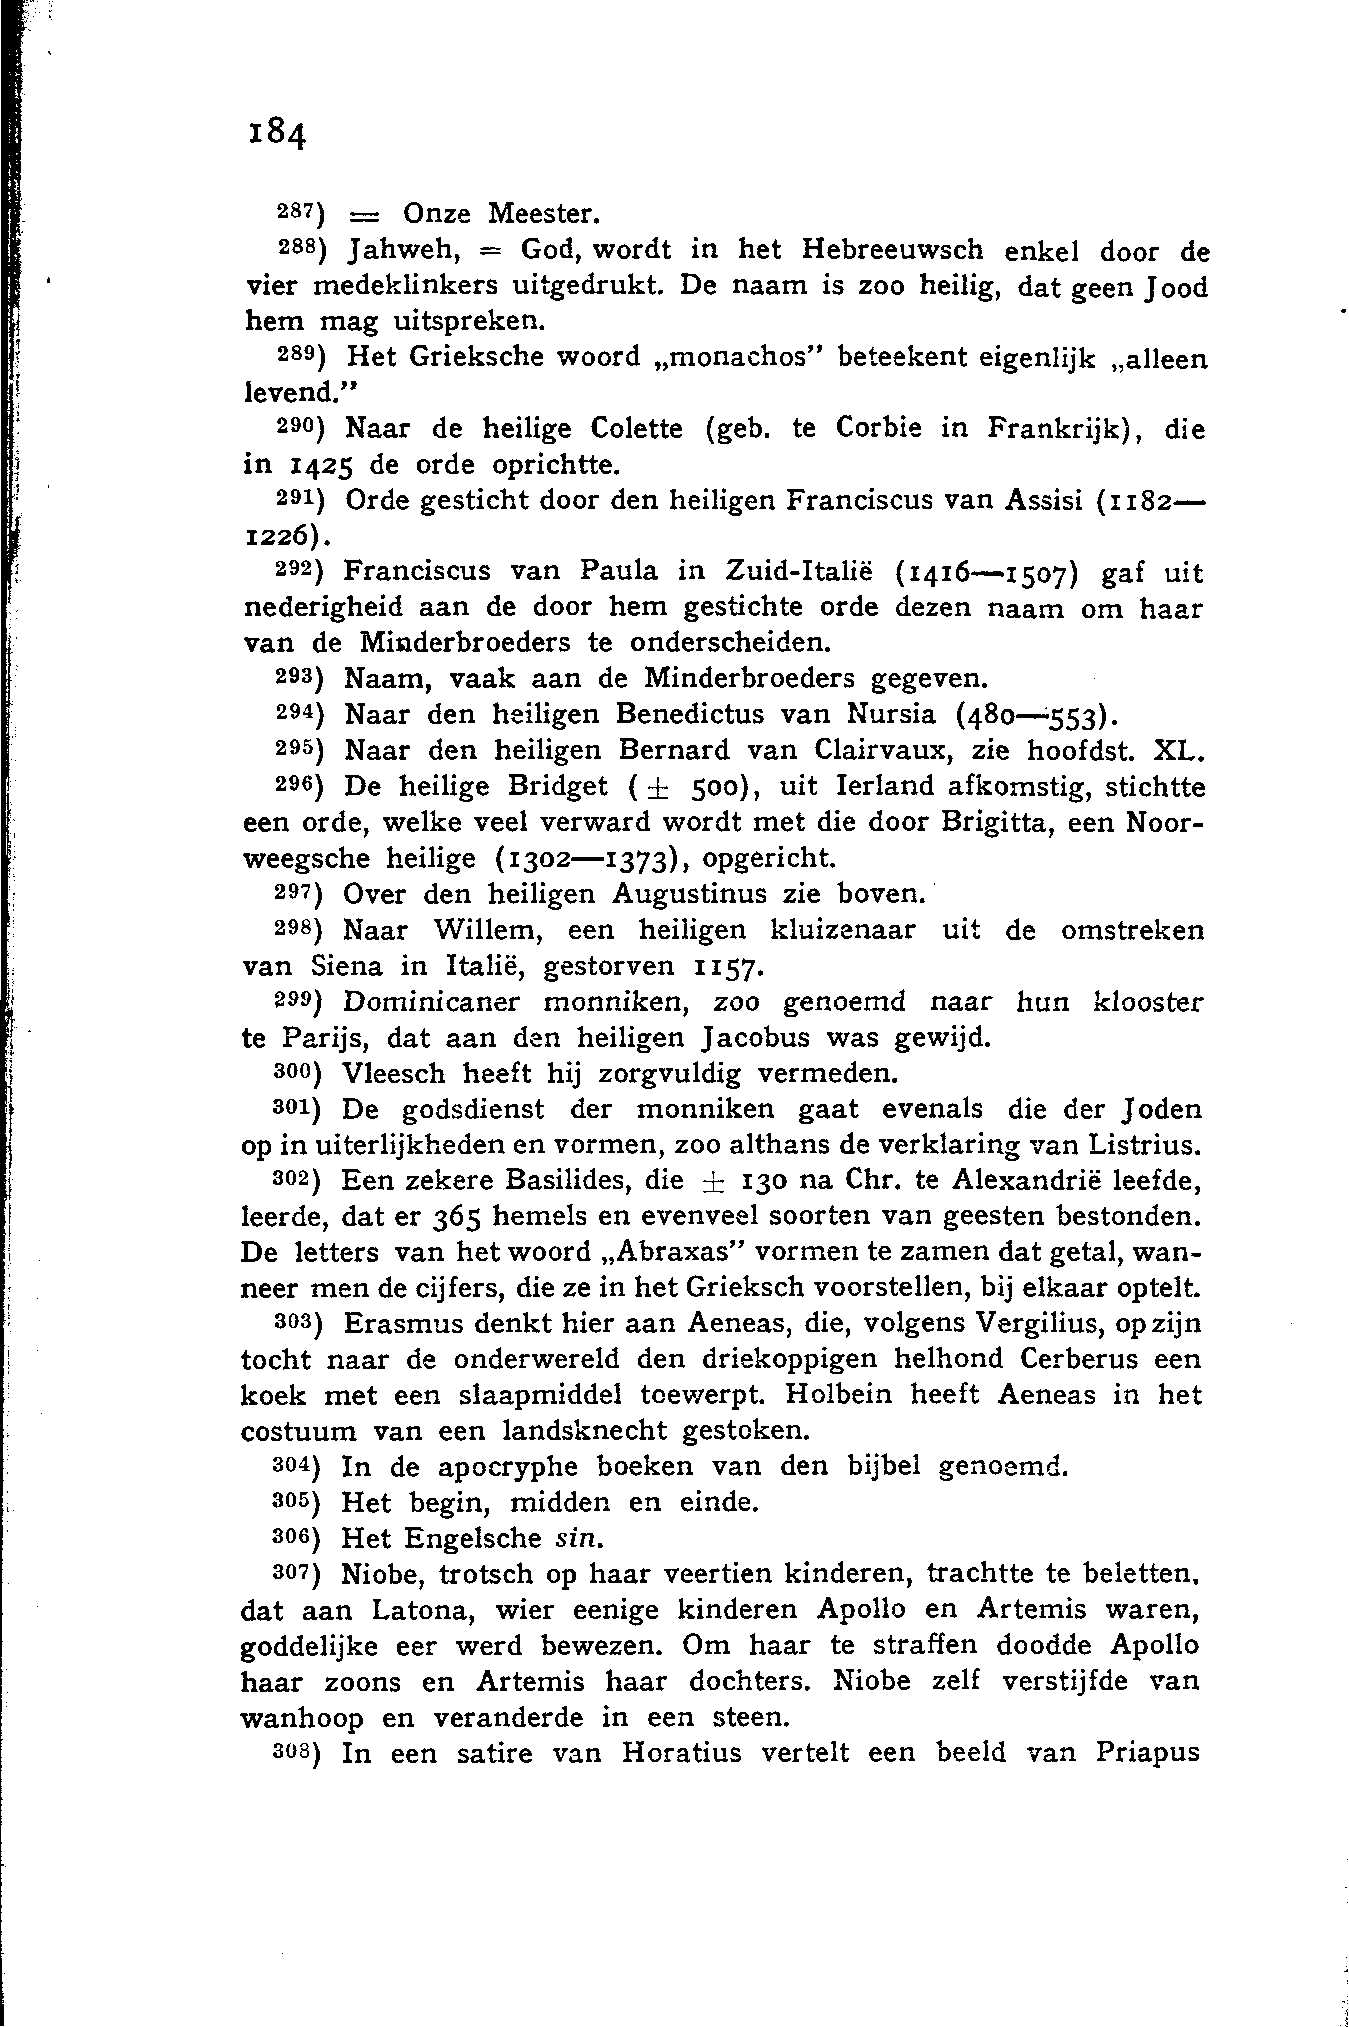 184
287) = Onze Meester.
288) Jahweh, = God, wordt in het Hebreeuwsch enkel door de
vier medeklinkers uitgedrukt. De naam is zoo heilig, dat geen Jood
hem mag uitspreken.
289) Het Grieksche woord „monachos” beteekent eigenlijk „alleen
levend.”
290) Naar de heilige Colette (geb. te Corbie in Frankrijk), die
in 1425 de orde oprichtte.
291) Orde gesticht door den heiligen Franciscus van Assisi (1182—
1226).
292) Franciscus van Paula in Zuid-Italië (1416—1507) gaf uit
nederigheid aan de door hem gestichte orde dezen naam om haar
van de Minderbroeders te onderscheiden.
293) Naam, vaak aan de Minderbroeders gegeven.
294) Naar den heiligen Benedictus van Nursia (480—553).
295) Naar den heiligen Bernard van Clairvaux, zie hoofdst. XL.
296) De heilige Bridget (± 500), uit Ierland afkomstig, stichtte
een orde, welke veel verward wordt met die door Brigitta, een Noor-
weegsche heilige (1302—1373), opgericht.
297) Over den heiligen Augustinus zie boven.
298) Naar Willem, een heiligen kluizenaar uit de omstreken
van Siena in Italië, gestorven 1157.
299) Dominicaner monniken, zoo genoemd naar hun klooster
te Parijs, dat aan den heiligen Jacobus was gewijd.
300) Vleesch heeft hij zorgvuldig vermeden.
301) De godsdienst der monniken gaat evenals die der Joden
op in uiterlijkheden en vormen, zoo althans de verklaring van Listrius.
302) Een zekere Basilides, die ± 130 na Chr. te Alexandrië leefde,
leerde, dat er 365 hemels en evenveel soorten van geesten bestonden.
De letters van het woord „Abraxas” vormen te zamen dat getal, wan-
neer men de cijfers, die ze in het Grieksch voorstellen, bij elkaar optelt.
303) Erasmus denkt hier aan Aeneas, die, volgens Vergilius, op zijn
tocht naar de onderwereld den driekoppigen helhond Cerberus een
koek met een slaapmiddel toewerpt. Holbein heeft Aeneas in het
costuum van een landsknecht gestoken.
304) In de apocryphe boeken van den bijbel genoemd.
305) Het begin, midden en einde.
306) Het Engelsche sin.
307) Niobe, trotsch op haar veertien kinderen, trachtte te beletten,
dat aan Latona, wier eenige kinderen Apollo en Artemis waren,
goddelijke eer werd bewezen. Om haar te straffen doodde Apollo
haar zoons en Artemis haar dochters. Niobe zelf verstijfde van
wanhoop en veranderde in een steen.
308) In een satire van Horatius vertelt een beeld van Priapus